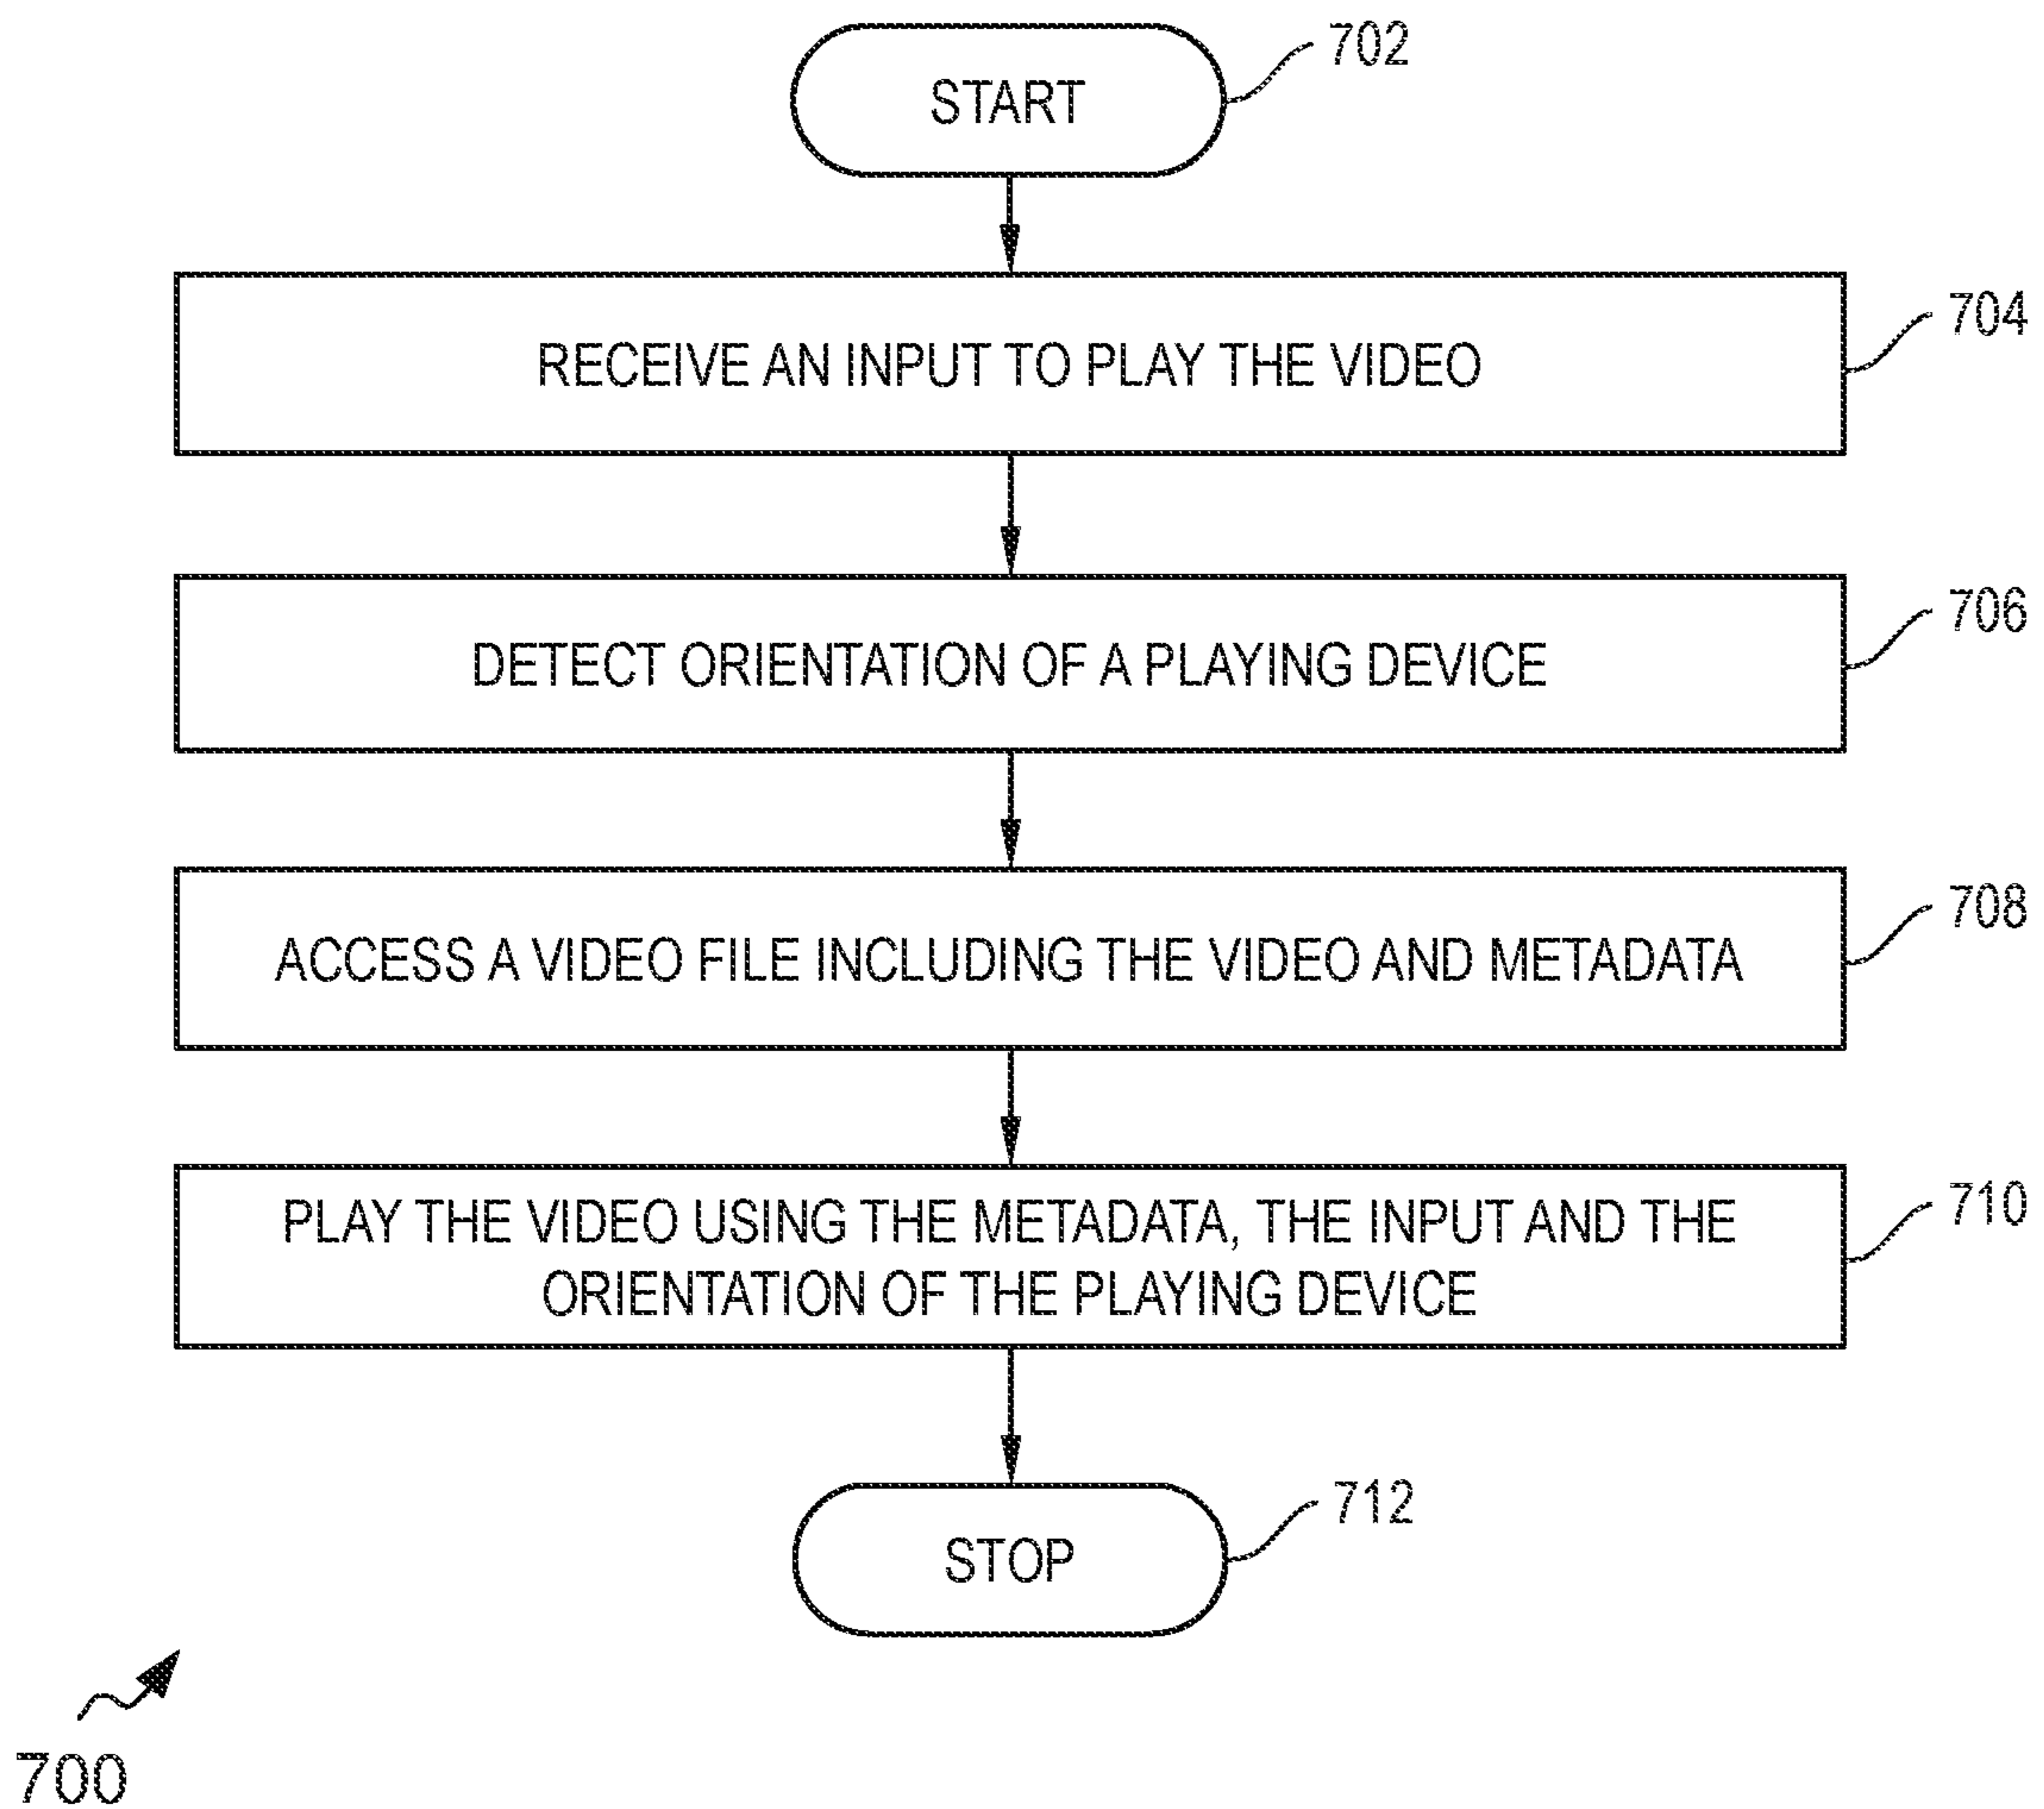 START
702
RECEIVE AN INPUT TO PLAY THE VIDEO
704
DETECT ORIENTATION OF A PLAYING DEVICE
706
ACCESS A VIDEO FILE INCLUDING THE VIDEO AND METADATA
708
PLAY THE VIDEO USING THE METADATA, THE INPUT AND THE
ORIENTATION OF THE PLAYING DEVICE
710
STOP
712
700